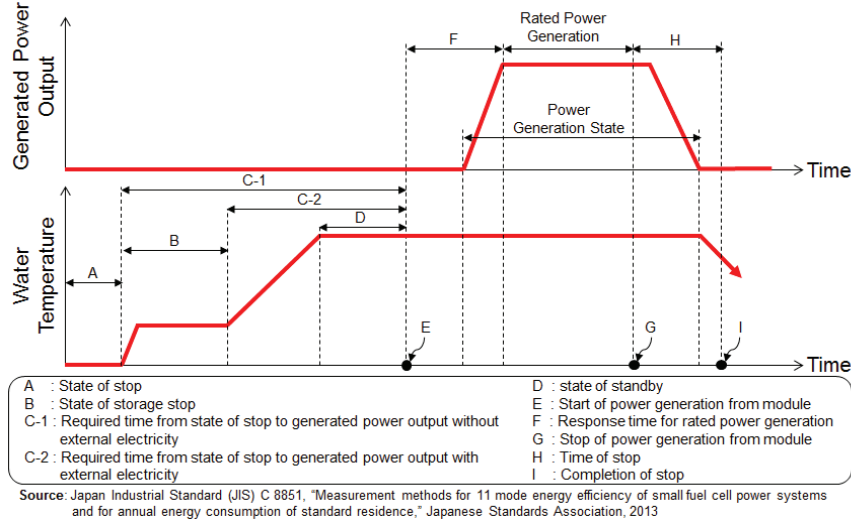 Generated Power
Output
F
Rated Power
Generation
H
Power
Generation State
Time
C-1
C-2
D
B
A
Water
Temperature
E
G
I
Time
A : State of stop
B : State of storage stop
C-1 : Required time from state of stop to generated power output without
external electricity
C-2 : Required time from state of stop to generated power output with
external electricity
D : state of standby
E : Start of power generation from module
F : Response time for rated power generation
G : Stop of power generation from module
H : Time of stop
I : Completion of stop
Source: Japan Industrial Standard (JIS) C 8851, “Measurement methods for 11 mode energy efficiency of small fuel cell power systems
and for annual energy consumption of standard residence,” Japanese Standards Association, 2013